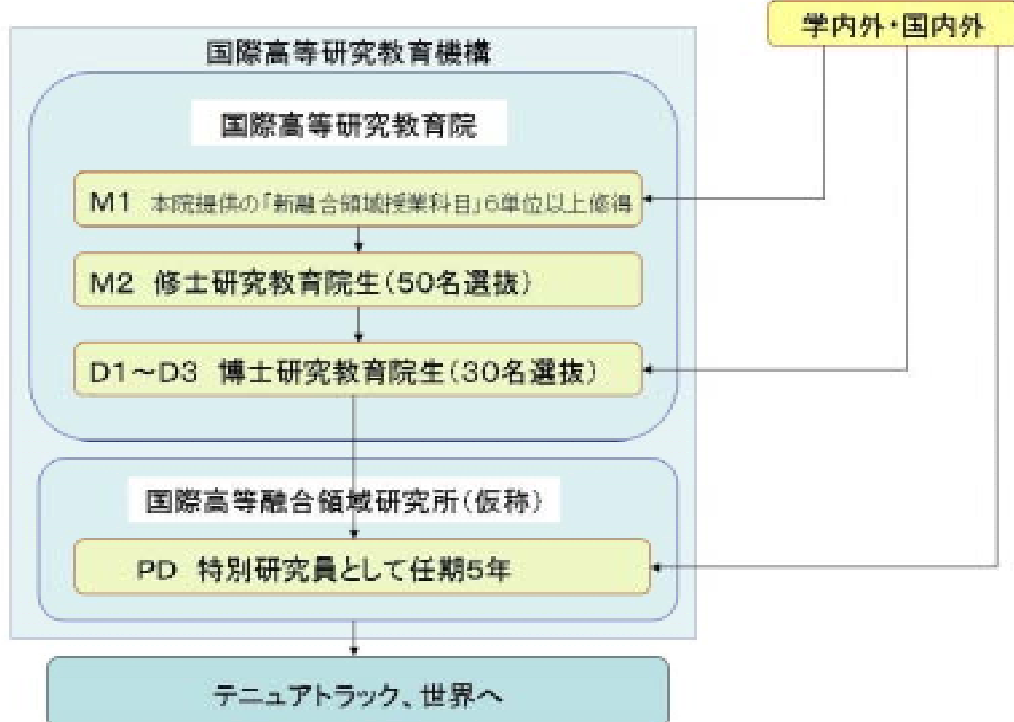 学内外・国内外
国際高等研究教育機構
国際高等研究教育院
M1 本院提供の「新融合領域授業科目」6単位以上修得
M2 修士研究教育院生(50名選抜)
D1～D3 博士研究教育院生(30名選抜)
国際高等融合領域研究所(仮称)
PD 特別研究員として任期5年
テニュアトラック、世界へ